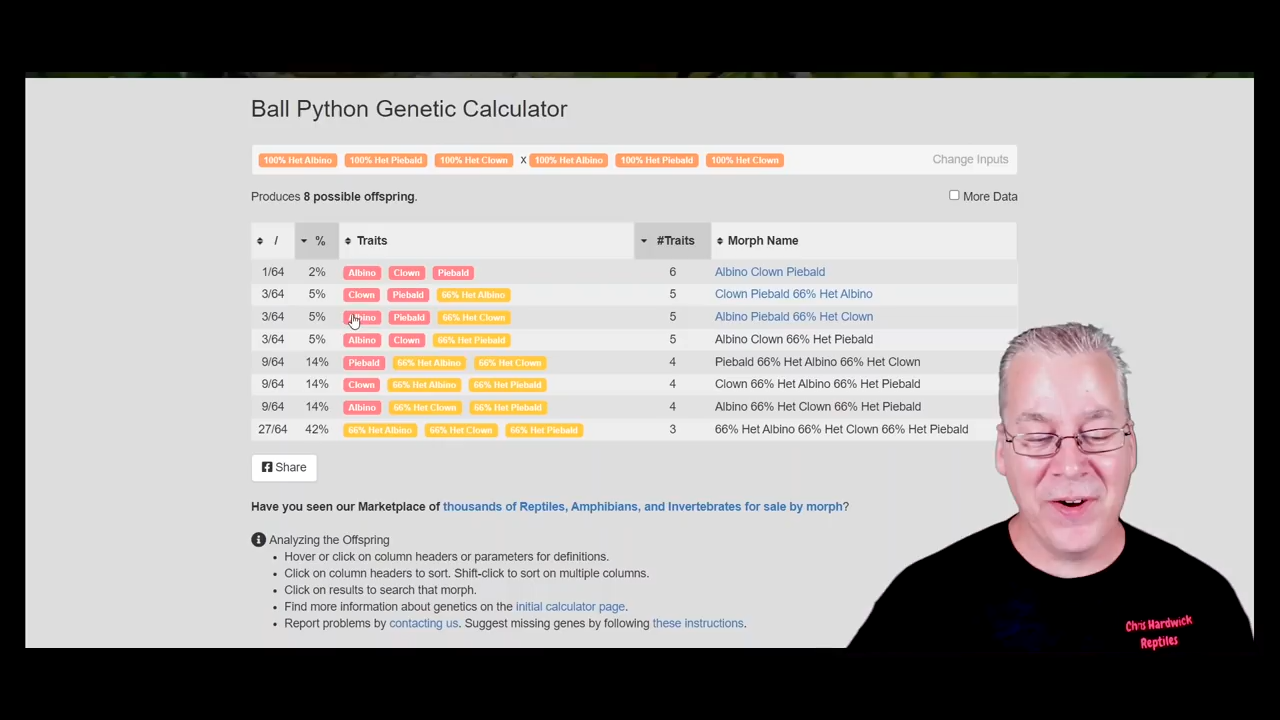 Ball Python Genetic Calculator
100% Het Albino 100% Het Piebald 100% Het Clown x 100% Het Albino 100% Het Piebald 100% Het Clown Change Inputs
Produces 8 possible offspring. More Data
/ % Traits #Traits Morph Name
1/64 2% Albino Clown Piebald 6 Albino Clown Piebald
3/64 5% Clown Piebald 66% Het Albino 5 Clown Piebald 66% Het Albino
3/64 5% Albino Piebald 66% Het Clown 5 Albino Piebald 66% Het Clown
3/64 5% Albino Clown 66% Het Piebald 5 Albino Clown 66% Het Piebald
9/64 14% Piebald 66% Het Albino 66% Het Clown 4 Piebald 66% Het Albino 66% Het Clown
9/64 14% Clown 66% Het Albino 66% Het Piebald 4 Clown 66% Het Albino 66% Het Piebald
9/64 14% Albino 66% Het Clown 66% Het Piebald 4 Albino 66% Het Clown 66% Het Piebald
27/64 42% 66% Het Albino 66% Het Clown 66% Het Piebald 3 66% Het Albino 66% Het Clown 66% Het Piebald
Share
Have you seen our Marketplace of thousands of Reptiles, Amphibians, and Invertebrates for sale by morph?
Analyzing the Offspring
• Hover or click on column headers or parameters for definitions.
• Click on column headers to sort. Shift-click to sort on multiple columns.
• Click on results to search that morph.
• Find more information about genetics on the initial calculator page.
• Report problems by contacting us. Suggest missing genes by following these instructions.
Chris Hardwick
Reptiles